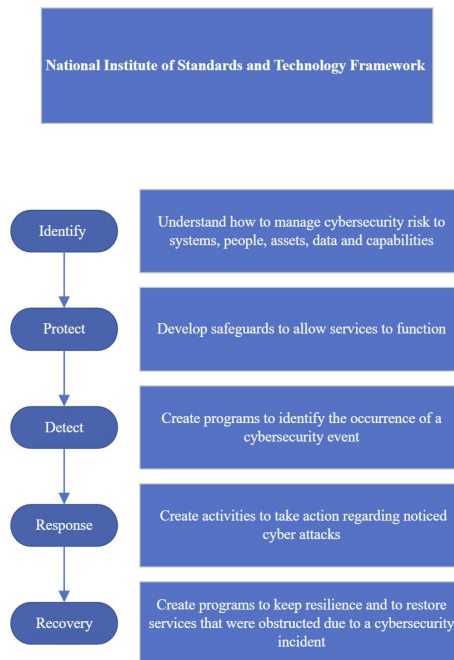 National Institute of Standards and Technology Framework
Identify
Understand how to manage cybersecurity risk to
systems, people, assets, data and capabilities
Protect
Develop safeguards to allow services to function
Detect
Create programs to identify the occurrence of a
cybersecurity event
Response
Create activities to take action regarding noticed
cyber attacks
Recovery
Create programs to keep resilience and to restore
services that were obstructed due to a cybersecurity
incident